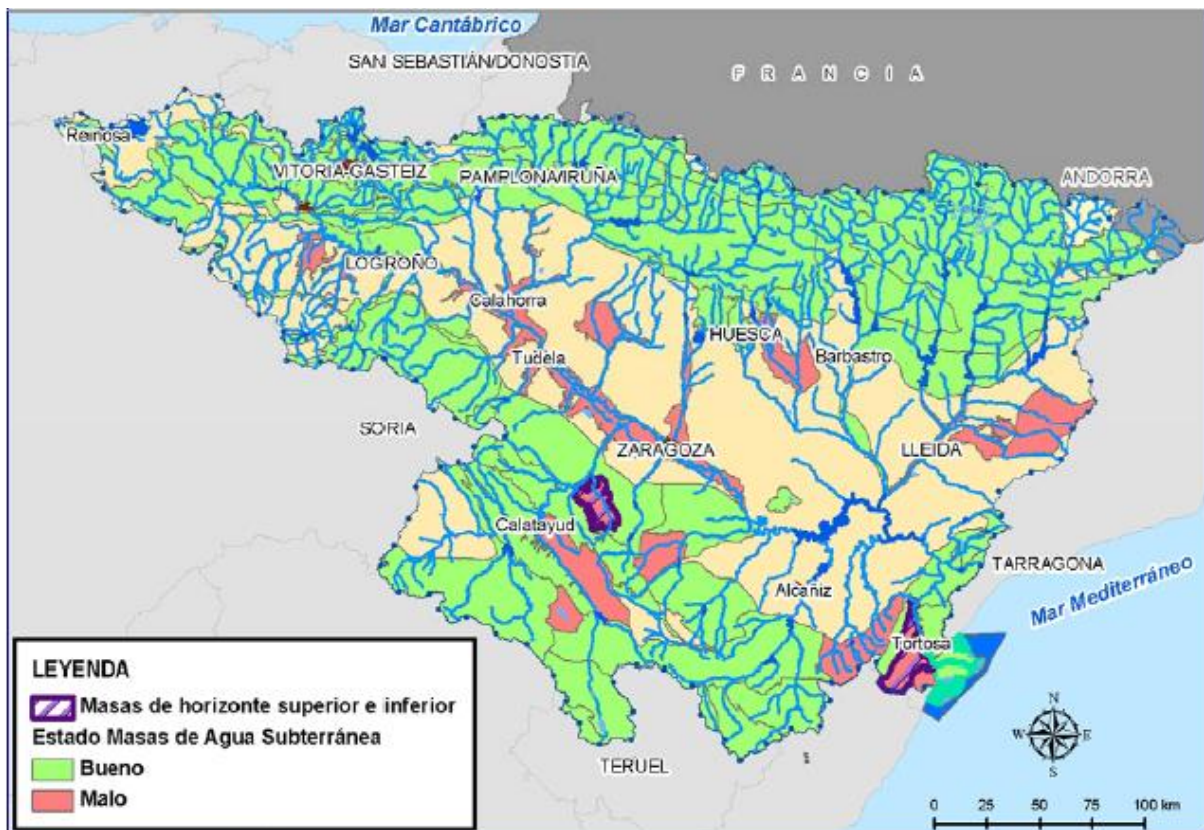 Mar Cantábrico
SAN SEBASTIÁN/DONOSTIA
FRANCIA
Reinosa
VITORIA-GASTEIZ
PAMPLONA/IRUÑA
ANDORRA
LOGROÑO
Calahorra
HUESCA
Barbastro
Tudela
SORIA
ZARAGOZA
LLEIDA
Calatayud
TARRAGONA
Alcañiz
Mar Mediterráneo
Tortosa
TERUEL
LEYENDA
Masas de horizonte superior e inferior
Estado Masas de Agua Subterránea
Bueno
Malo
N
W
E
S
0 25 50 75 100 km